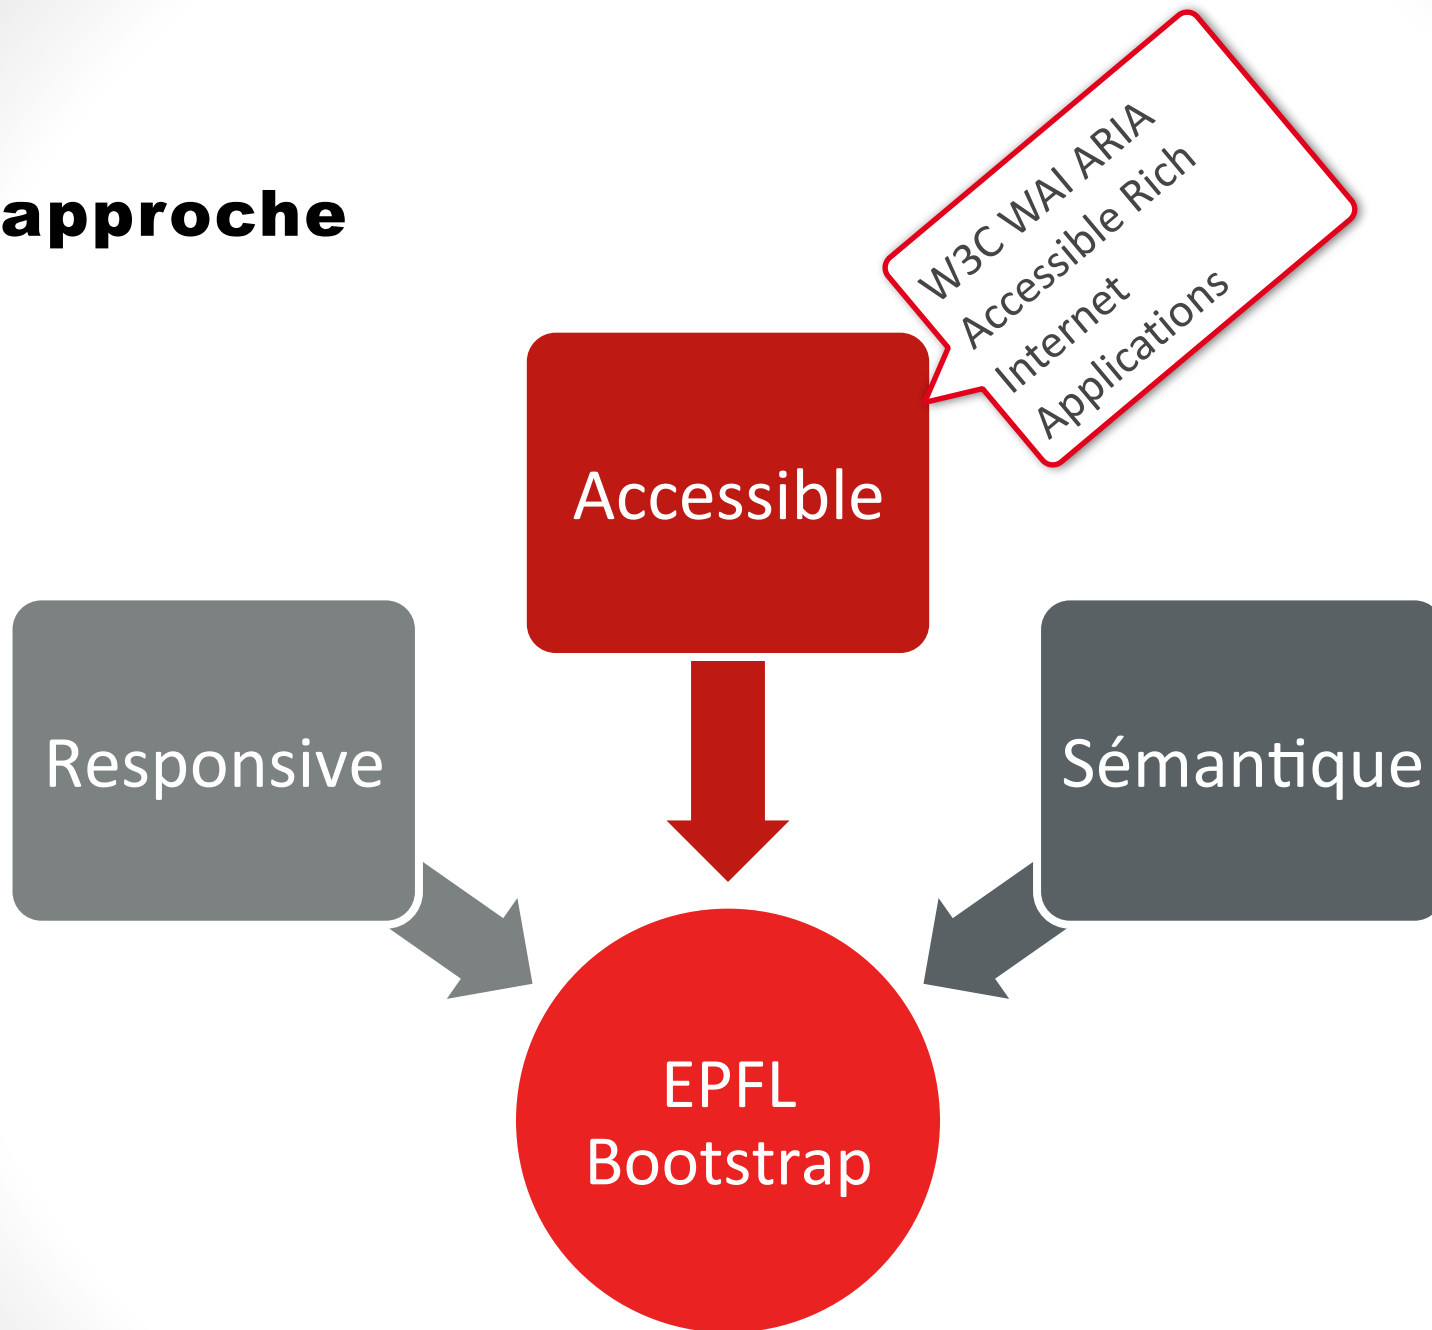 approche
W3C WAI ARIA
Accessible Rich
Internet
Applications
Accessible
Responsive
Sémantique
EPFL
Bootstrap